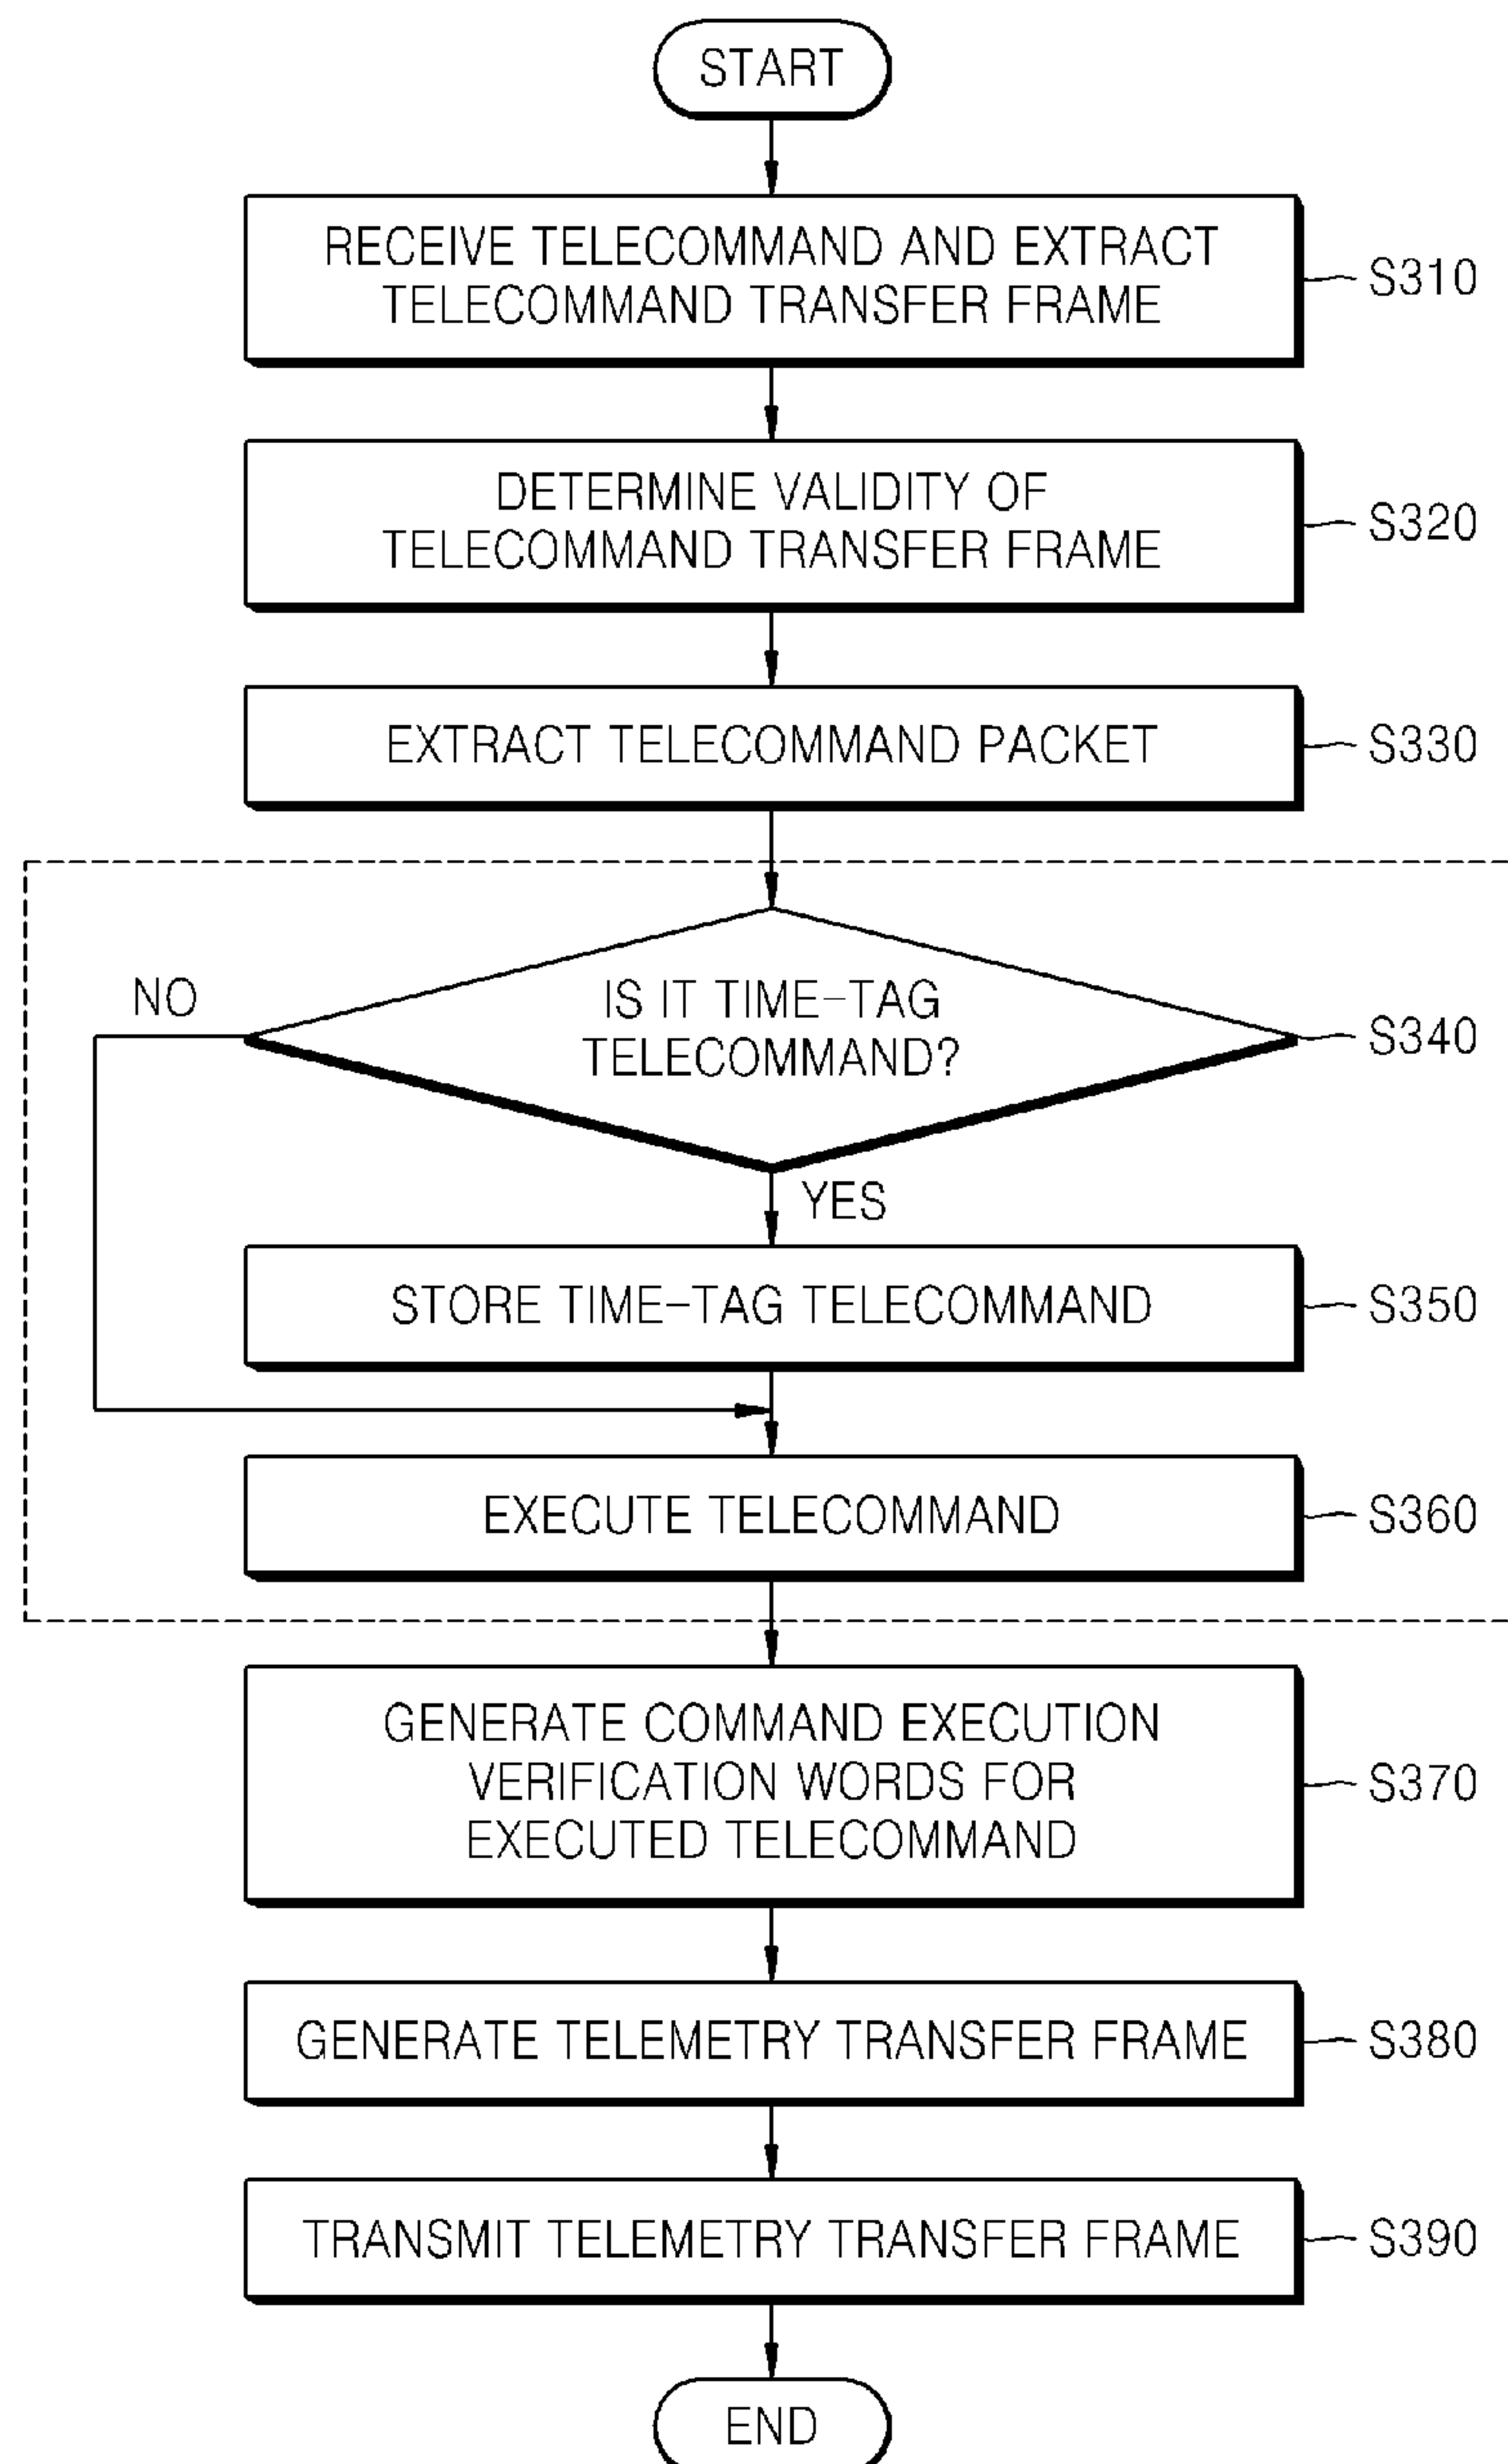 START
RECEIVE TELECOMMAND AND EXTRACT
TELECOMMAND TRANSFER FRAME
S310
DETERMINE VALIDITY OF
TELECOMMAND TRANSFER FRAME
S320
EXTRACT TELECOMMAND PACKET
S330
NO
IS IT TIME-TAG
TELECOMMAND?
S340
YES
STORE TIME-TAG TELECOMMAND
S350
EXECUTE TELECOMMAND
S360
GENERATE COMMAND EXECUTION
VERIFICATION WORDS FOR
EXECUTED TELECOMMAND
S370
GENERATE TELEMETRY TRANSFER FRAME
S380
TRANSMIT TELEMETRY TRANSFER FRAME
S390
END